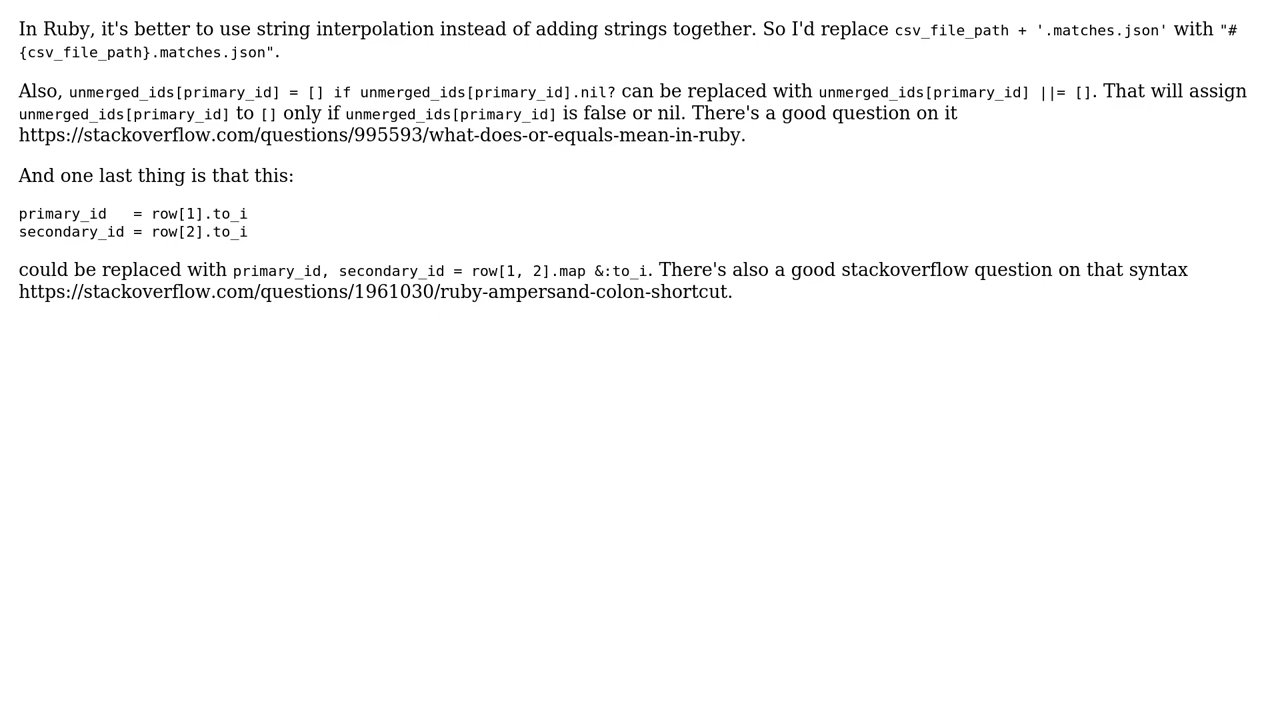 In Ruby, it's better to use string interpolation instead of adding strings together. So I'd replace csv_file_path + '.matches.json' with "#
{csv_file_path}.matches.json".
Also, unmerged_ids[primary_id] = [] if unmerged_ids[primary_id].nil? can be replaced with unmerged_ids[primary_id] ||= []. That will assign
unmerged_ids[primary_id] to [] only if unmerged_ids[primary_id] is false or nil. There's a good question on it
https://stackoverflow.com/questions/995593/what-does-or-equals-mean-in-ruby.
And one last thing is that this:
primary_id   = row[1].to_i
secondary_id = row[2].to_i
could be replaced with primary_id, secondary_id = row[1, 2].map &:to_i. There's also a good stackoverflow question on that syntax
https://stackoverflow.com/questions/1961030/ruby-ampersand-colon-shortcut.